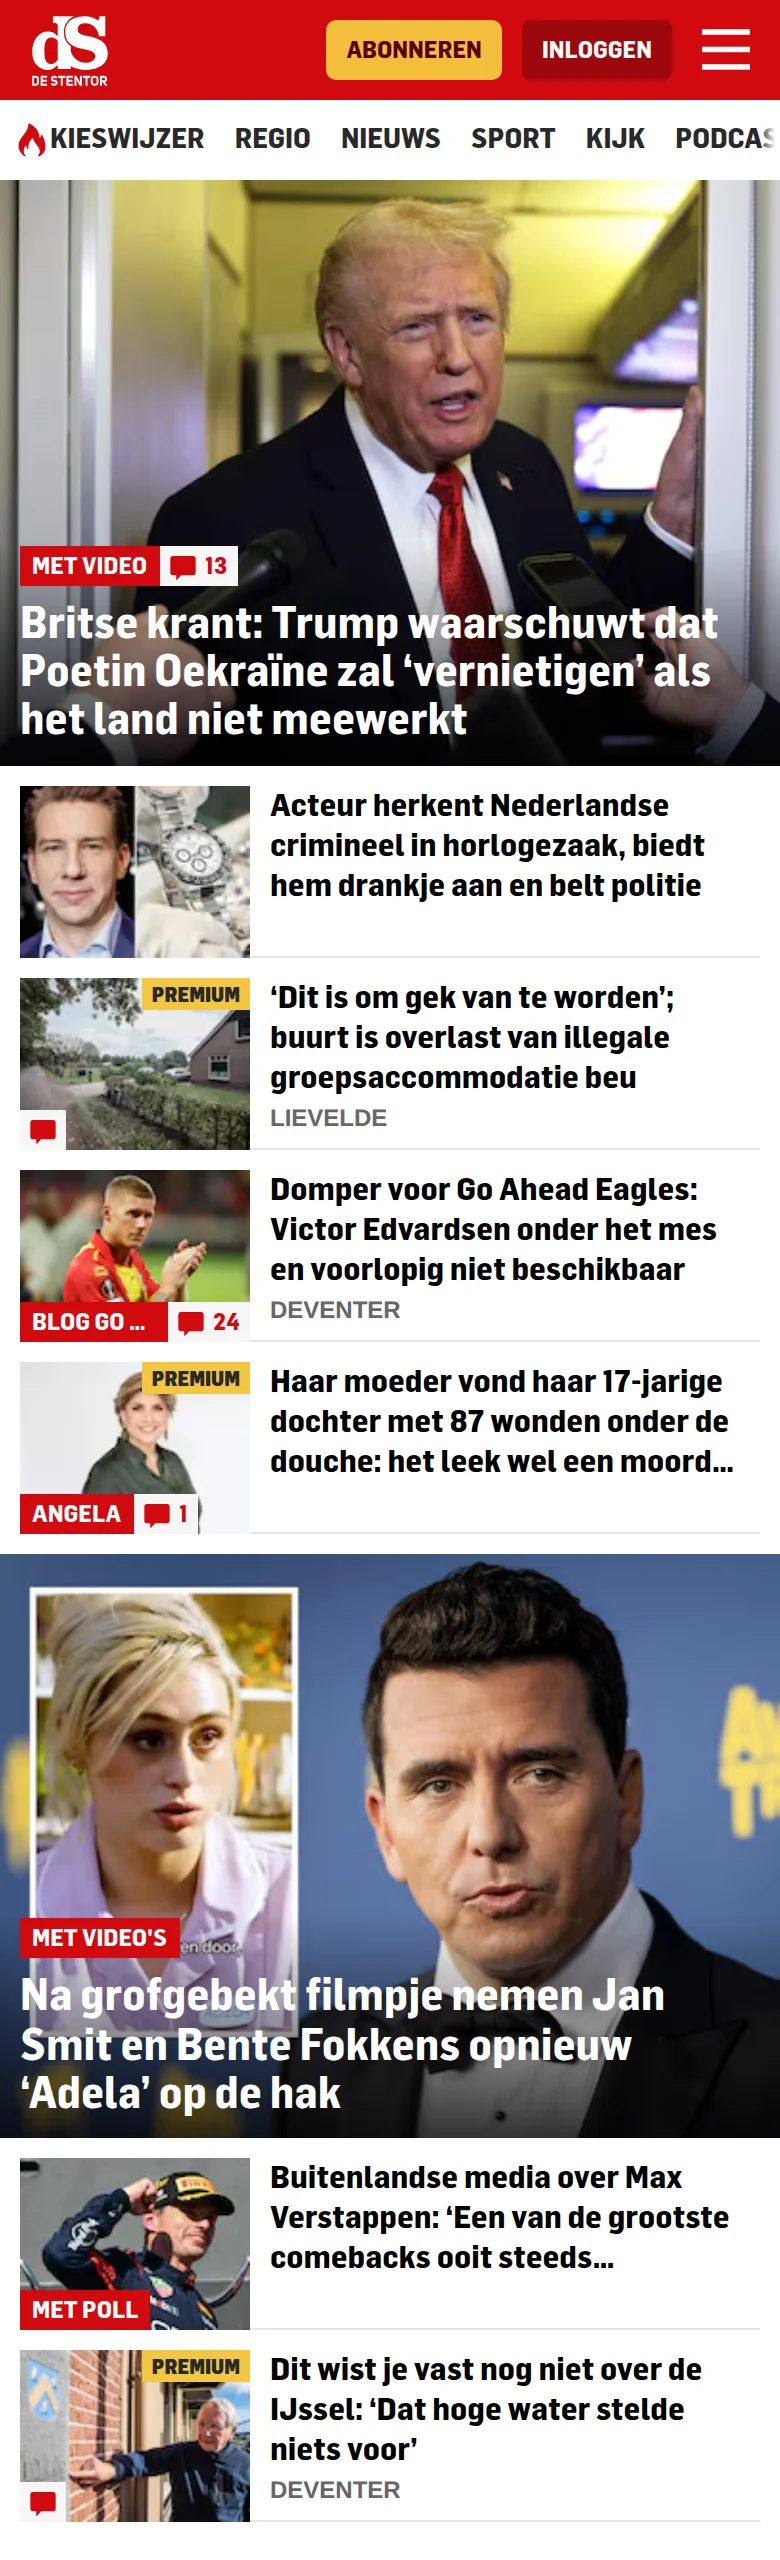 dS
DE STENTOR
ABONNEREN
INLOGGEN
KIESWIJZER
REGIO
NIEUWS
SPORT
KIJK
PODCAS
MET VIDEO
13
Britse krant: Trump waarschuwt dat
Poetin Oekraïne zal ‘vernietigen’ als
het land niet meewerkt
Acteur herkent Nederlandse
crimineel in horlogezaak, biedt
hem drankje aan en belt politie
PREMIUM
‘Dit is om gek van te worden’;
buurt is overlast van illegale
groepsaccommodatie beu
LIEVELDE
BLOG GO ...
24
Domper voor Go Ahead Eagles:
Victor Edvardsen onder het mes
en voorlopig niet beschikbaar
DEVENTER
PREMIUM
ANGELA
1
Haar moeder vond haar 17-jarige
dochter met 87 wonden onder de
douche: het leek wel een moord...
en door.
MET VIDEO'S
Na grofgebekt filmpje nemen Jan
Smit en Bente Fokkens opnieuw
‘Adela’ op de hak
MET POLL
Buitenlandse media over Max
Verstappen: ‘Een van de grootste
comebacks ooit steeds...
PREMIUM
Dit wist je vast nog niet over de
IJssel: ‘Dat hoge water stelde
niets voor’
DEVENTER